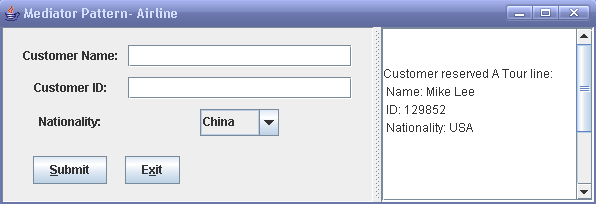 Mediator Pattern- Airline
Customer Name:
Customer ID:
Nationality:
China
Submit
Exit
Customer reserved A Tour line:
Name: Mike Lee
ID: 129852
Nationality: USA